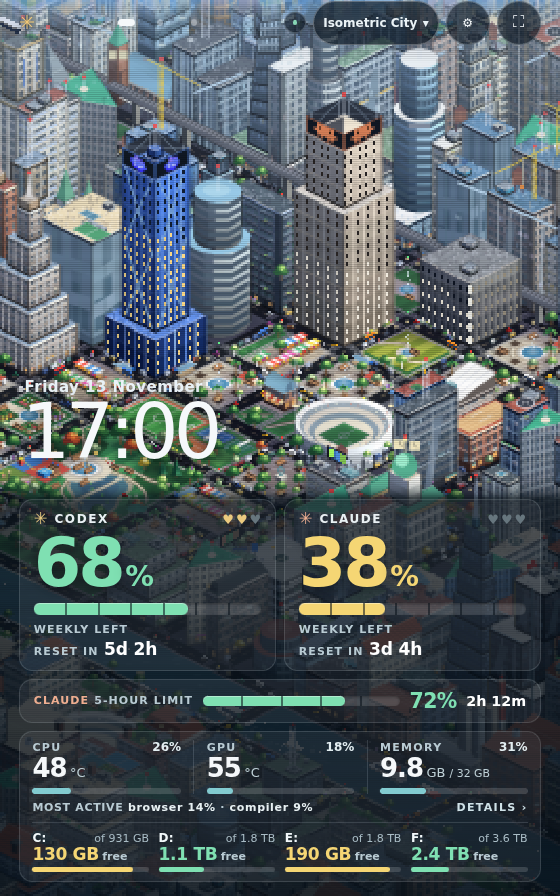 Isometric City ▾
Friday 13 November
17:00
CODEX
68%
WEEKLY LEFT
RESET IN 5d 2h
CLAUDE
38%
WEEKLY LEFT
RESET IN 3d 4h
CLAUDE 5-HOUR LIMIT 72% 2h 12m
CPU 26%
48 °C
GPU 18%
55 °C
MEMORY 31%
9.8 GB / 32 GB
MOST ACTIVE browser 14% · compiler 9% DETAILS ›
C: of 931 GB
130 GB free
D: of 1.8 TB
1.1 TB free
E: of 1.8 TB
190 GB free
F: of 3.6 TB
2.4 TB free